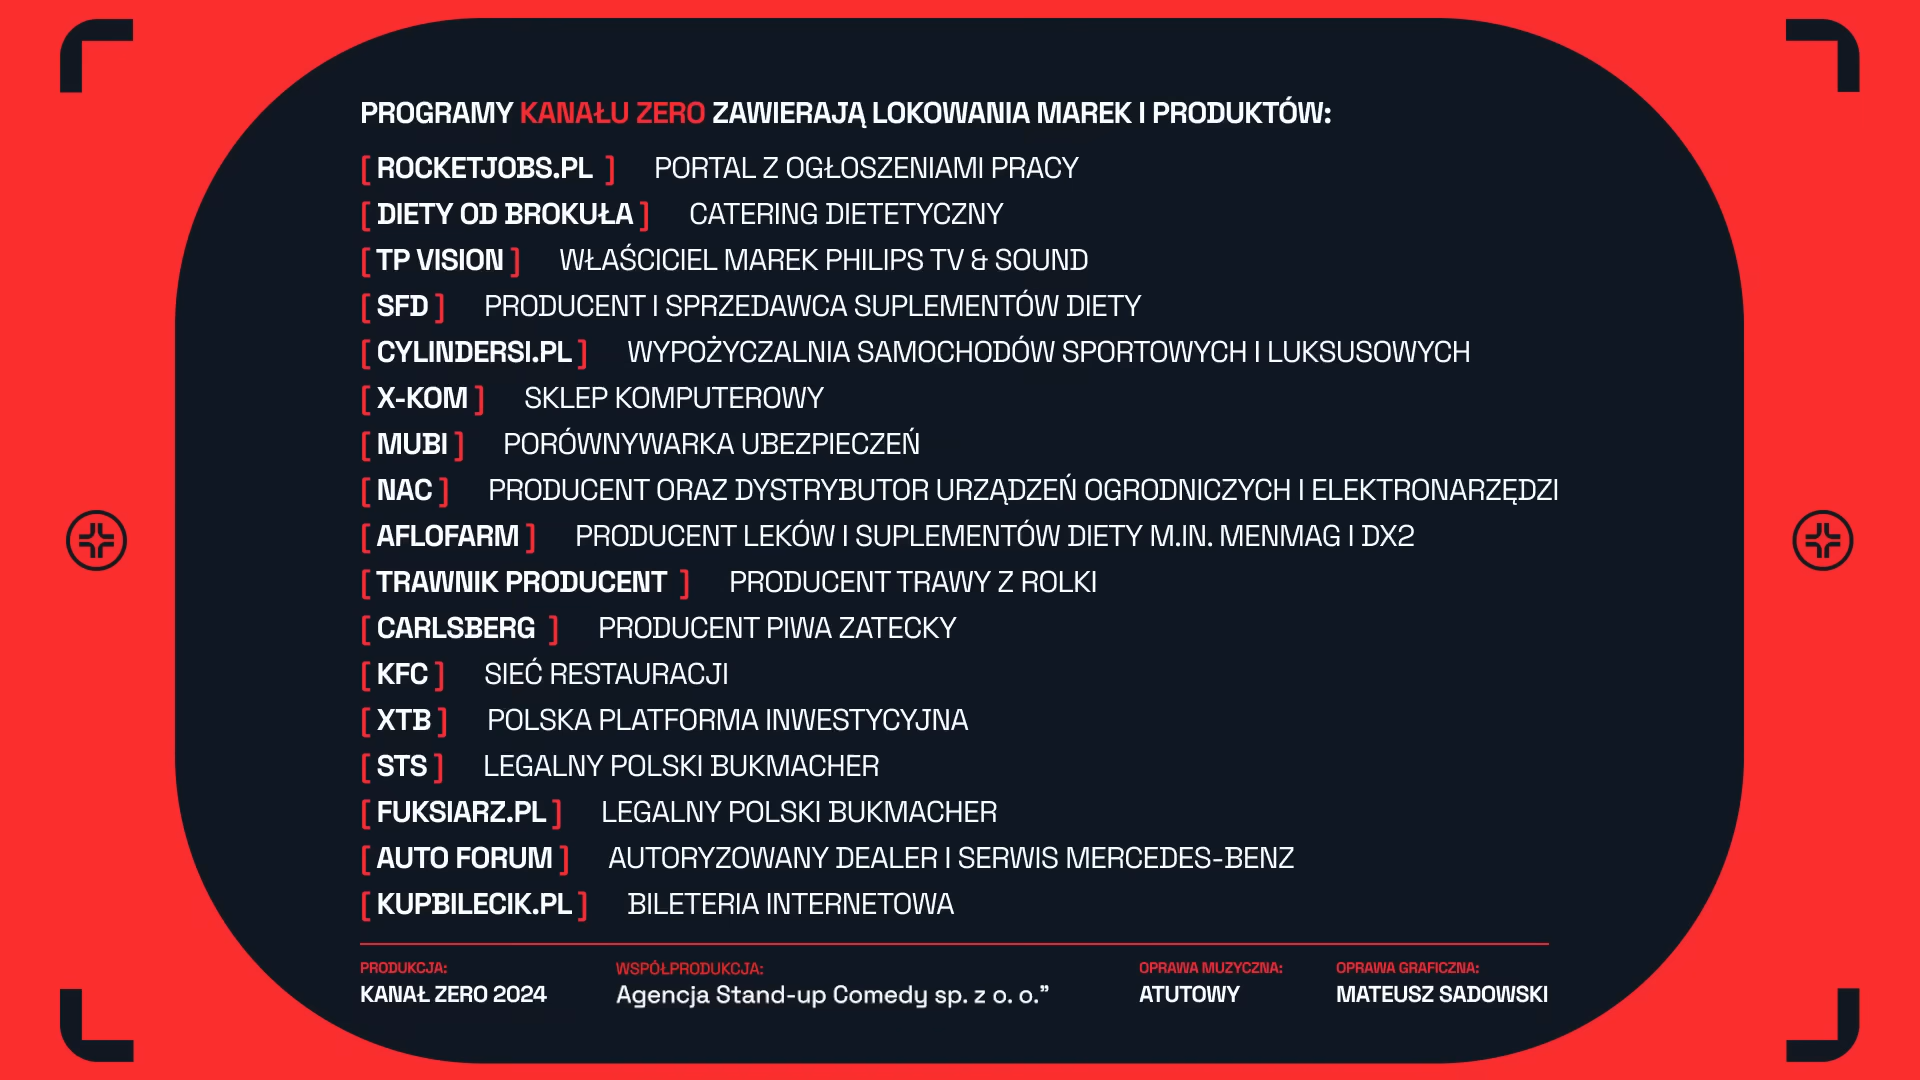 PROGRAMY KANAŁU ZERO ZAWIERAJĄ LOKOWANIA MAREK I PRODUKTÓW:
[ ROCKETJOBS.PL ] PORTAL Z OGŁOSZENIAMI PRACY
[ DIETY OD BROKUŁA ] CATERING DIETETYCZNY
[ TP VISION ] WŁAŚCICIEL MAREK PHILIPS TV & SOUND
[ SFD ] PRODUCENT I SPRZEDAWCA SUPLEMENTÓW DIETY
[ CYLINDERSI.PL ] WYPOŻYCZALNIA SAMOCHODÓW SPORTOWYCH I LUKSUSOWYCH
[ X-KOM ] SKLEP KOMPUTEROWY
[ MUBI ] PORÓWNYWARKA UBEZPIECZEŃ
[ NAC ] PRODUCENT ORAZ DYSTRYBUTOR URZĄDZEŃ OGRODNICZYCH I ELEKTRONARZĘDZI
[ AFLOFARM ] PRODUCENT LEKÓW I SUPLEMENTÓW DIETY M.IN. MENMAG I DX2
[ TRAWNIK PRODUCENT ] PRODUCENT TRAWY Z ROLKI
[ CARLSBERG ] PRODUCENT PIWA ZATECKY
[ KFC ] SIEĆ RESTAURACJI
[ XTB ] POLSKA PLATFORMA INWESTYCYJNA
[ STS ] LEGALNY POLSKI BUKMACHER
[ FUKSIARZ.PL ] LEGALNY POLSKI BUKMACHER
[ AUTO FORUM ] AUTORYZOWANY DEALER I SERWIS MERCEDES-BENZ
[ KUPBILECIK.PL ] BILETERIA INTERNETOWA
PRODUKCJA: WSPÓŁPRODUKCJA: OPRAWA MUZYCZNA: OPRAWA GRAFICZNA:
KANAŁ ZERO 2024 Agencja Stand-up Comedy sp. z o. o.” ATUTOWY MATEUSZ SADOWSKI